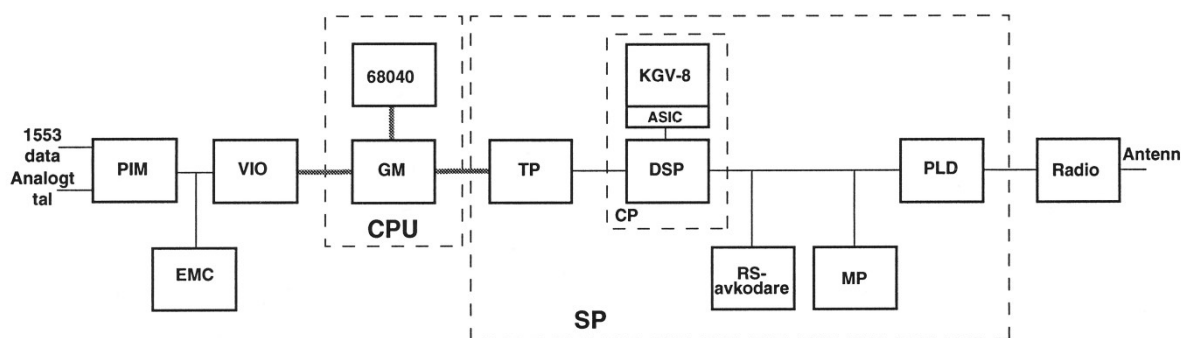 68040
KGV-8
ASIC
1553
data
Analogt
tal
PIM
VIO
GM
TP
DSP
PLD
Radio
Antenn
CPU
CP
EMC
RS-
avkodare
MP
SP